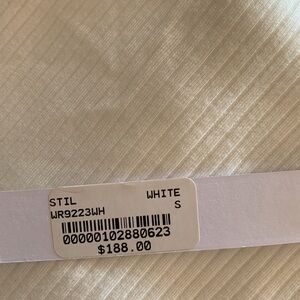 STIL WHITE
WR9223WH S
00000102880623
$188.00